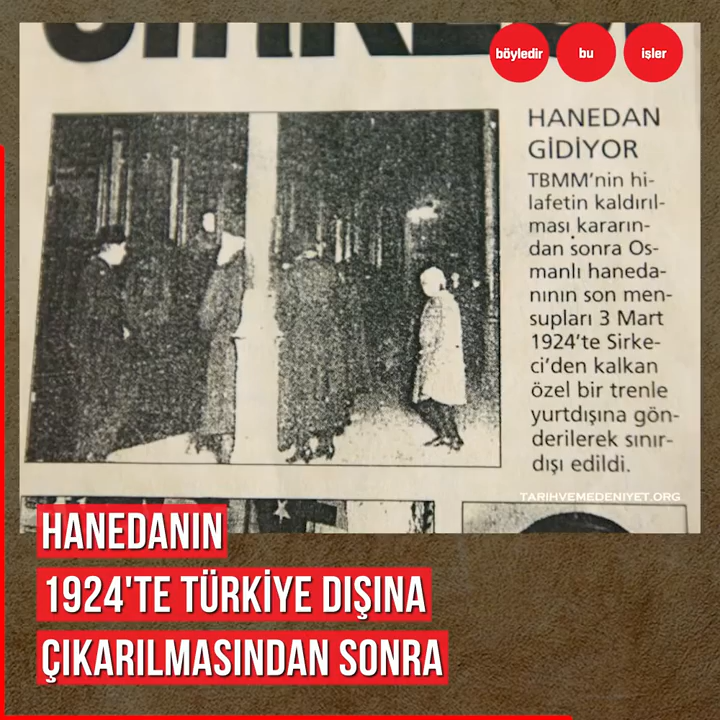 böyledir bu işler
HANEDAN
GİDİYOR
TBMM'nin hi-
lafetin kaldırıl-
ması kararın-
dan sonra Os-
manlı haneda-
nının son men-
supları 3 Mart
1924'te Sirke-
ci'den kalkan
özel bir trenle
yurtdışına gön-
derilerek sınır-
dışı edildi.
TARIHVEMEDENIYET.ORG
HANEDANIN
1924'TE TÜRKİYE DIŞINA
ÇIKARILMASINDAN SONRA